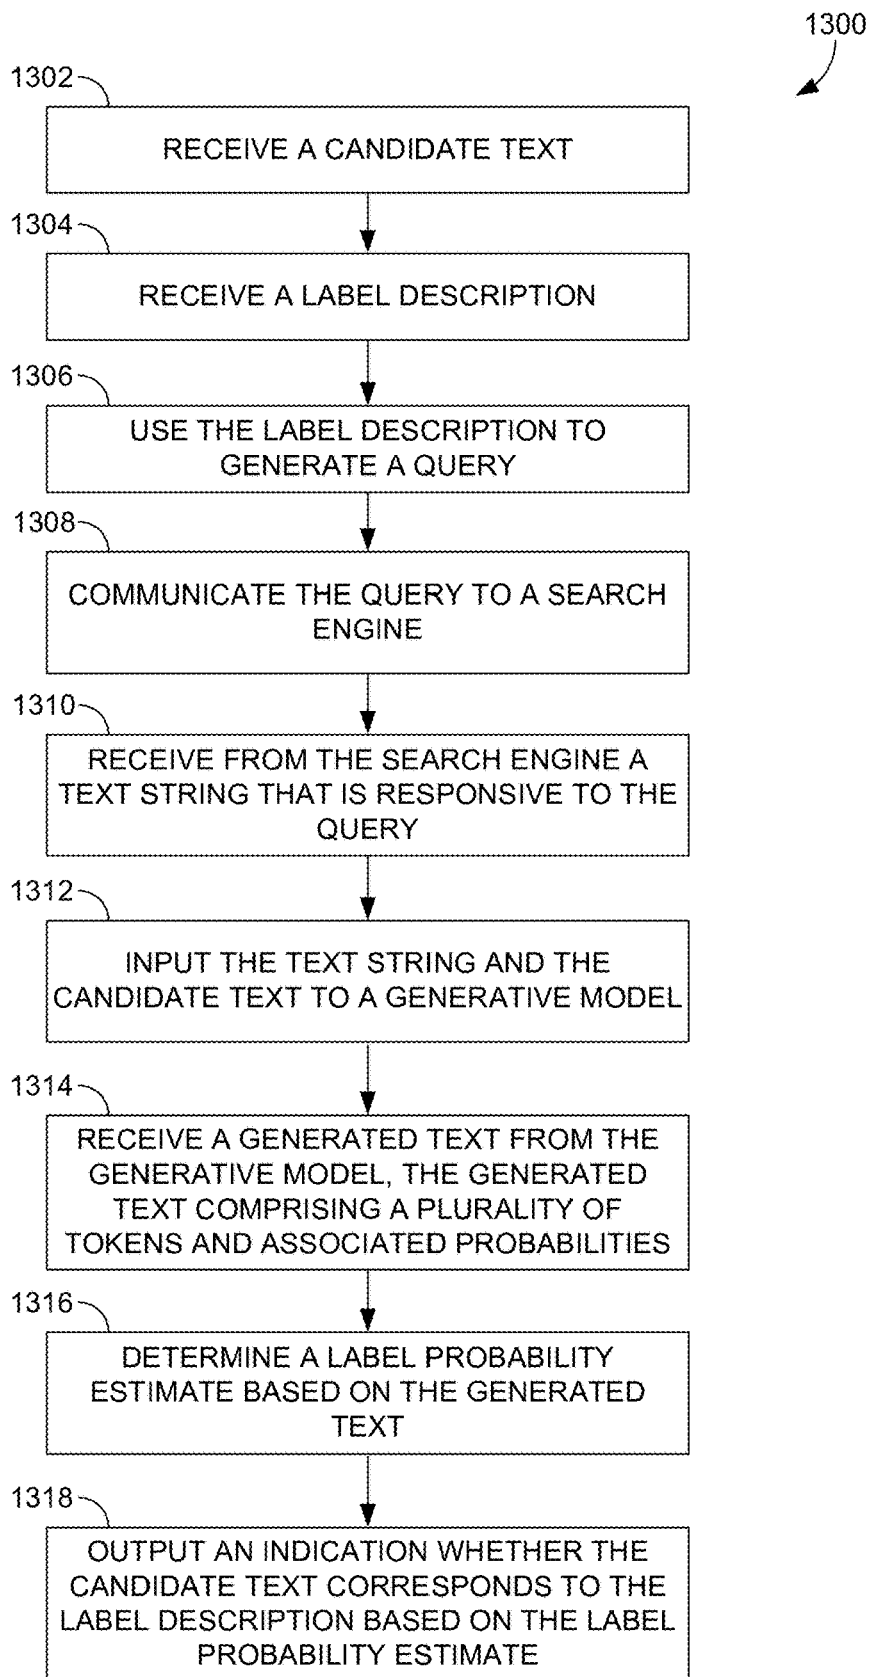 1300
1302
RECEIVE A CANDIDATE TEXT
1304
RECEIVE A LABEL DESCRIPTION
1306
USE THE LABEL DESCRIPTION TO
GENERATE A QUERY
1308
COMMUNICATE THE QUERY TO A SEARCH
ENGINE
1310
RECEIVE FROM THE SEARCH ENGINE A
TEXT STRING THAT IS RESPONSIVE TO THE
QUERY
1312
INPUT THE TEXT STRING AND THE
CANDIDATE TEXT TO A GENERATIVE MODEL
1314
RECEIVE A GENERATED TEXT FROM THE
GENERATIVE MODEL, THE GENERATED
TEXT COMPRISING A PLURALITY OF
TOKENS AND ASSOCIATED PROBABILITIES
1316
DETERMINE A LABEL PROBABILITY
ESTIMATE BASED ON THE GENERATED
TEXT
1318
OUTPUT AN INDICATION WHETHER THE
CANDIDATE TEXT CORRESPONDS TO THE
LABEL DESCRIPTION BASED ON THE LABEL
PROBABILITY ESTIMATE